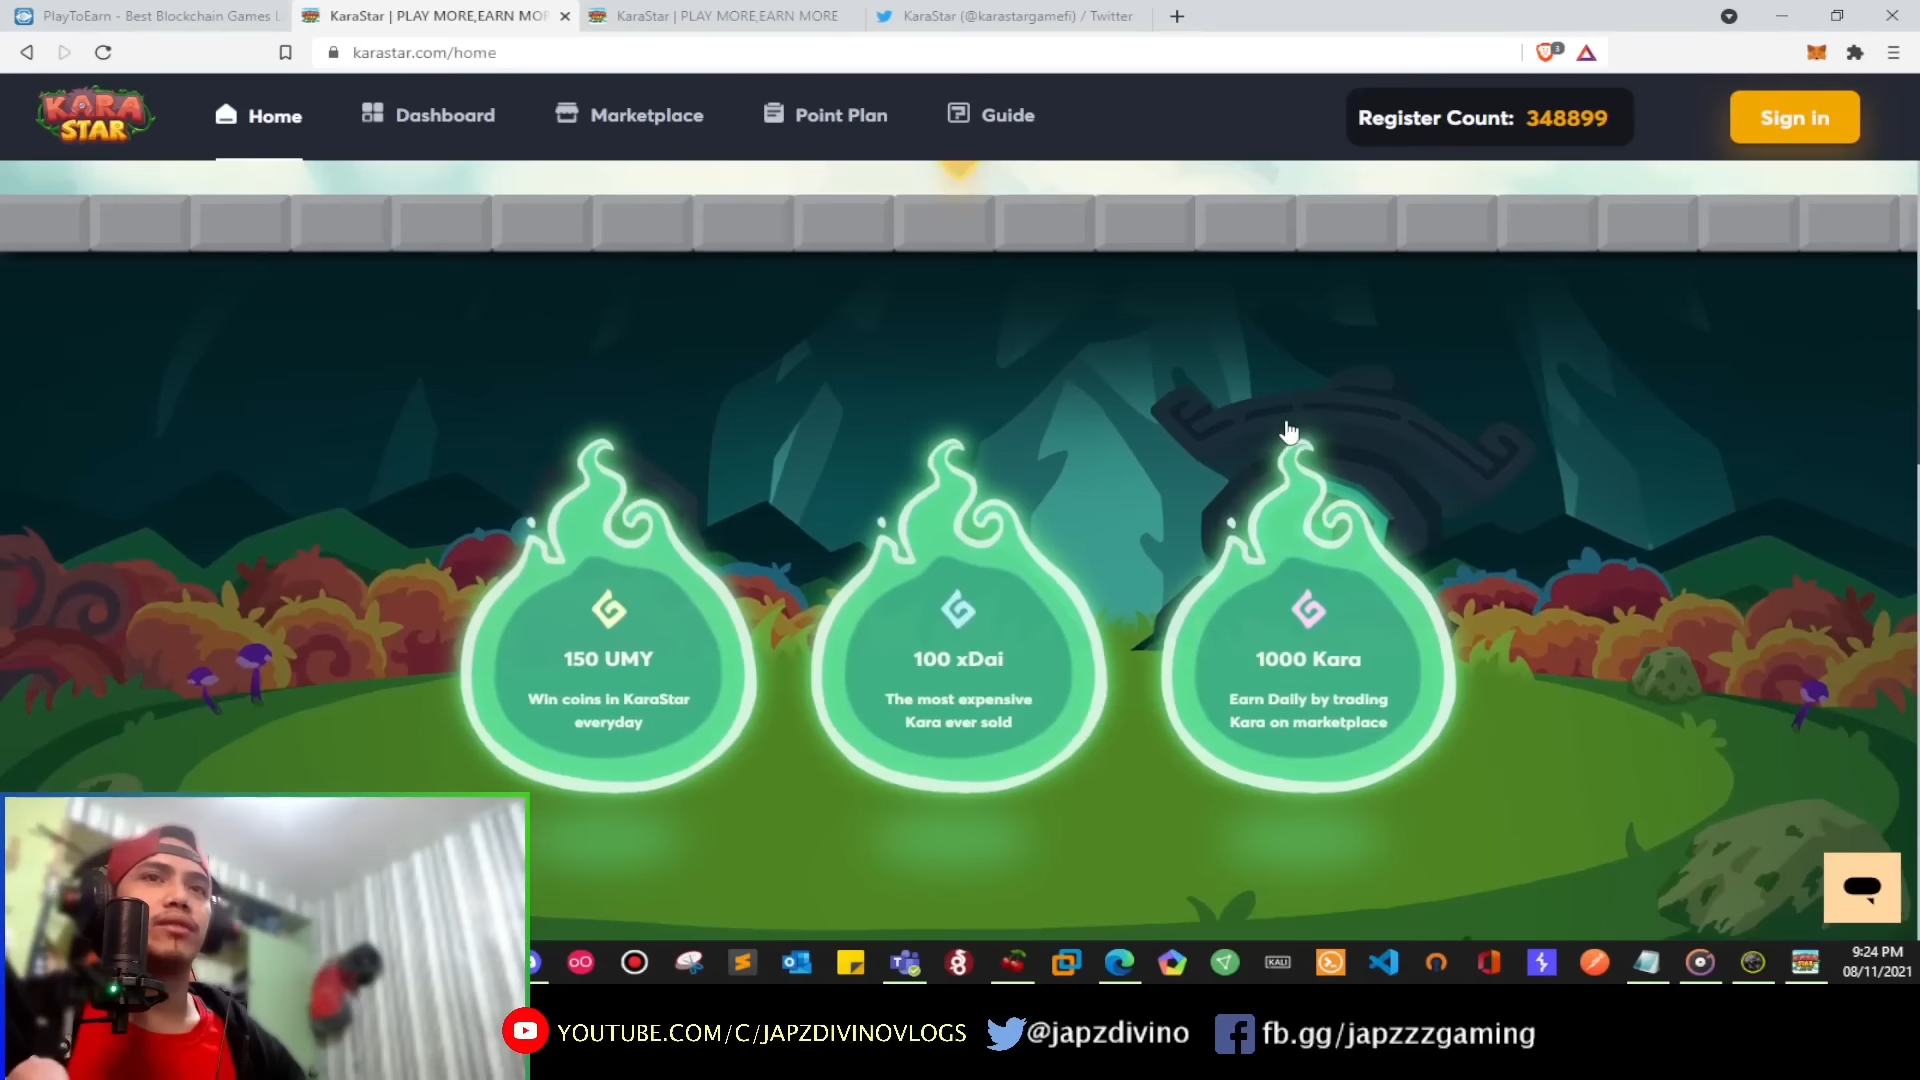 PlayToEarn - Best Blockchain Games L
KaraStar | PLAY MORE,EARN MOR
KaraStar | PLAY MORE,EARN MORE
KaraStar (@karastargamefi) / Twitter
karastar.com/home
3
KARA
STAR
Home
Dashboard
Marketplace
Point Plan
Guide
Register Count: 348899
Sign in
150 UMY
Win coins in KaraStar
everyday
100 xDai
The most expensive
Kara ever sold
1000 Kara
Earn Daily by trading
Kara on marketplace
KALI
9:24 PM
08/11/2021
YOUTUBE.COM/C/JAPZDIVINOVLOGS
@japzdivino
fb.gg/japzzzgaming